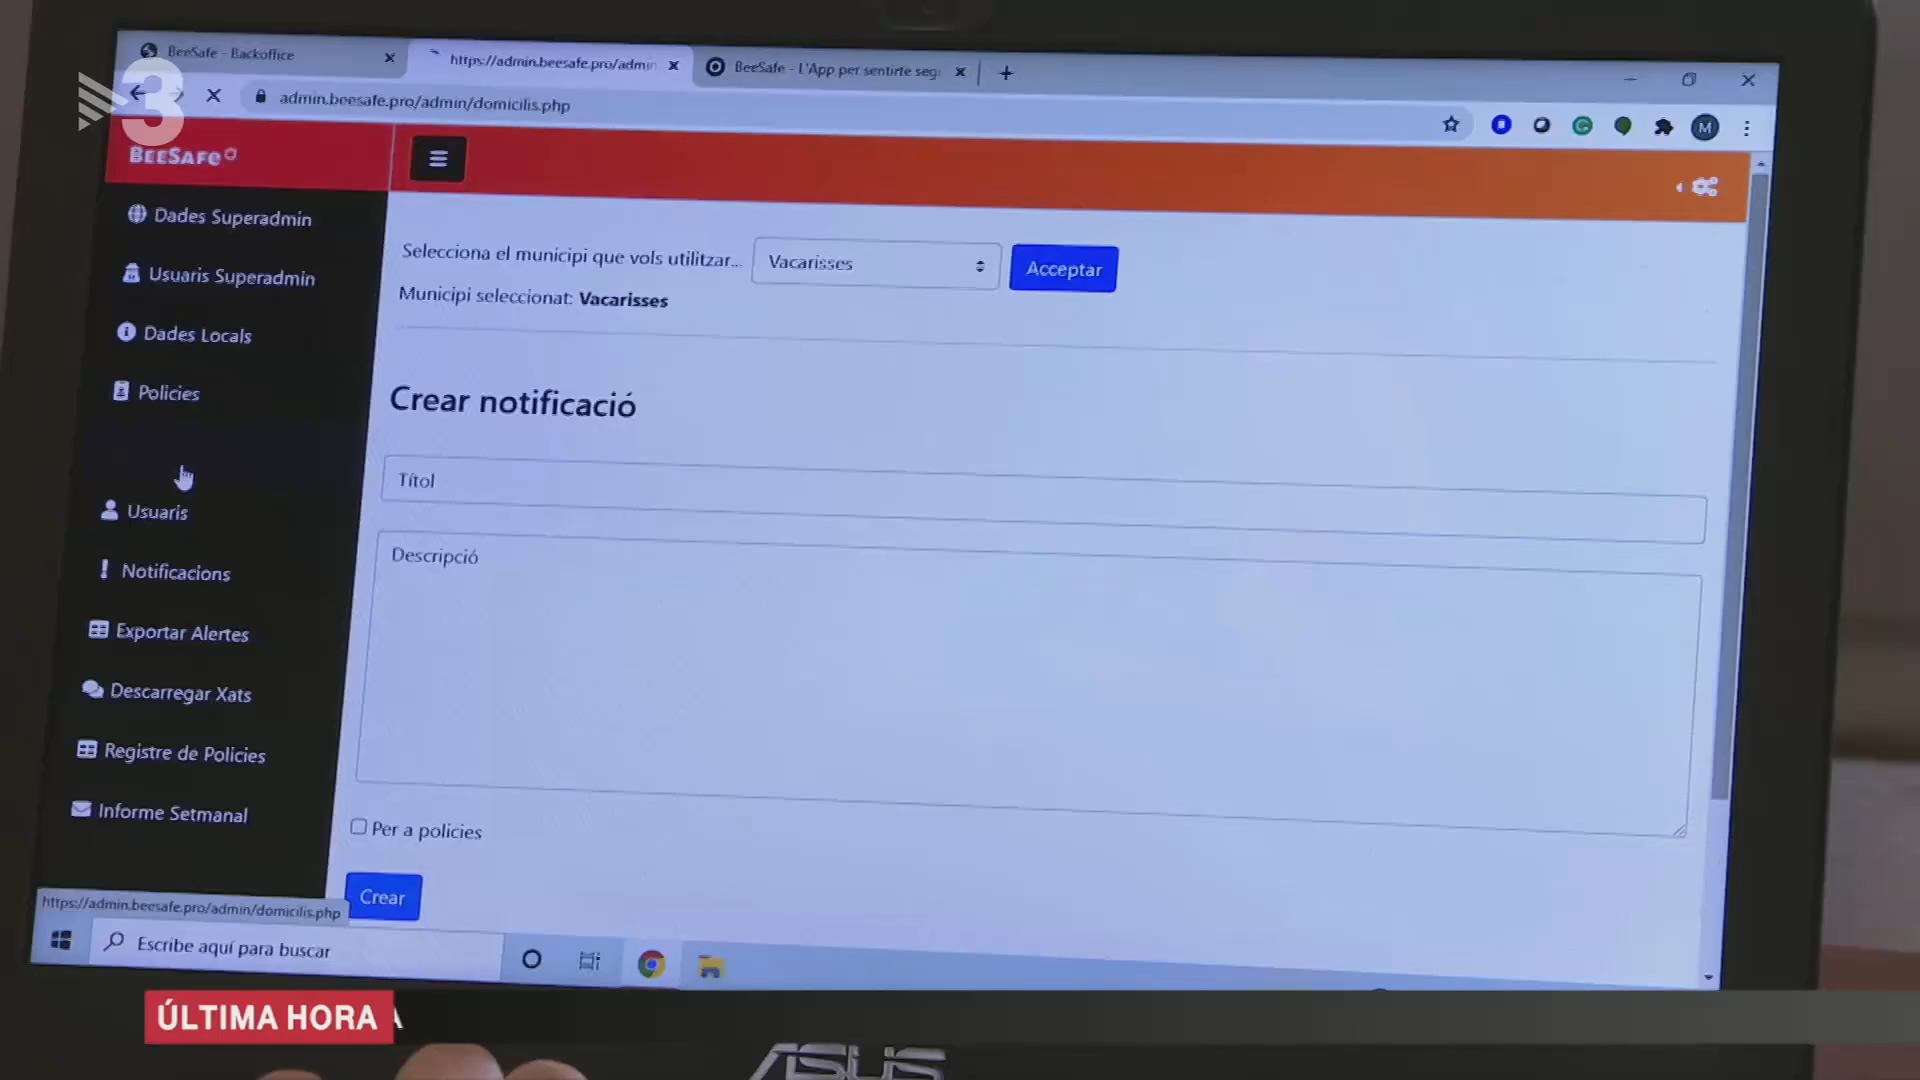 BeeSafe - Backoffice
https://admin.beesafe.pro/admin
BeeSafe - L'App per sentirte seg
3
admin.beesafe.pro/admin/domicilis.php
M
BEESAFE
Dades Superadmin
Usuaris Superadmin
Dades Locals
Policies
Usuaris
Notificacions
Exportar Alertes
Descarregar Xats
Registre de Policies
Informe Setmanal
Selecciona el municipi que vols utilitzar...
Vacarisses
Acceptar
Municipi seleccionat: Vacarisses
Crear notificació
Títol
Descripció
Per a policies
Crear
https://admin.beesafe.pro/admin/domicilis.php
Escribe aquí para buscar
ÚLTIMA HORA
ASUS